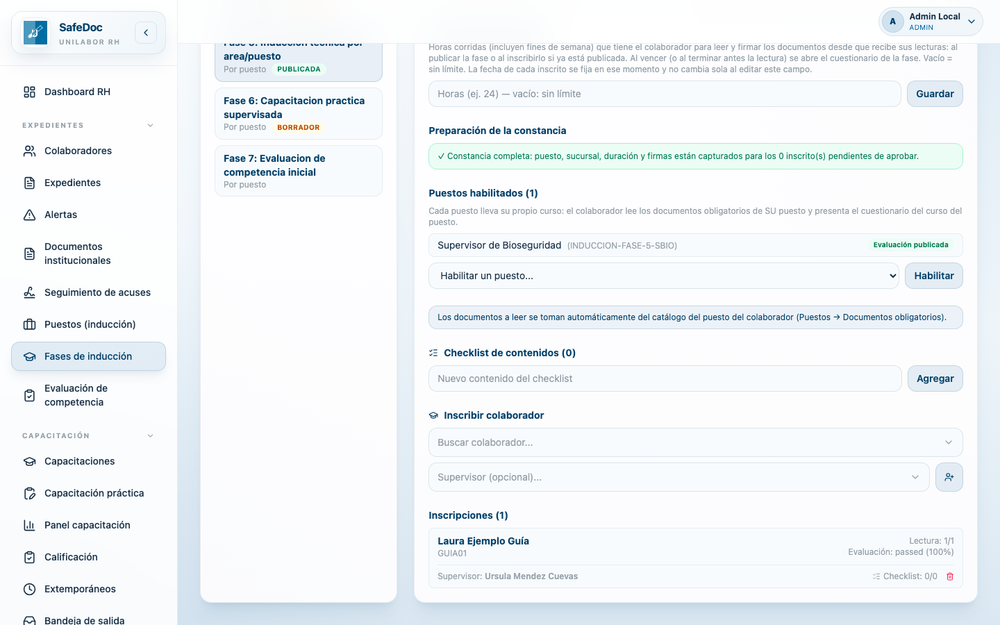 SafeDoc
UNILABOR RH
Dashboard RH
EXPEDIENTES
Colaboradores
Expedientes
Alertas
Documentos
institucionales
Seguimiento de acuses
Puestos (inducción)
Fases de inducción
Evaluación de
competencia
CAPACITACIÓN
Capacitaciones
Capacitación práctica
Panel capacitación
Calificación
Extemporáneos
Bandeja de salida
A
Admin Local
ADMIN
Fase 5: Induccion tecnica por
area/puesto
Por puesto PUBLICADA
Fase 6: Capacitacion practica
supervisada
Por puesto BORRADOR
Fase 7: Evaluacion de
competencia inicial
Por puesto
Horas corridas (incluyen fines de semana) que tiene el colaborador para leer y firmar los documentos desde que recibe sus lecturas: al
publicar la fase o al inscribirlo si ya está publicada. Al vencer (o al terminar antes la lectura) se abre el cuestionario de la fase. Vacío =
sin límite. La fecha de cada inscrito se fija en ese momento y no cambia sola al editar este campo.
Horas (ej. 24) — vacío: sin límite
Guardar
Preparación de la constancia
✓ Constancia completa: puesto, sucursal, duración y firmas están capturados para los 0 inscrito(s) pendientes de aprobar.
Puestos habilitados (1)
Cada puesto lleva su propio curso: el colaborador lee los documentos obligatorios de SU puesto y presenta el cuestionario del curso del
puesto.
Supervisor de Bioseguridad (INDUCCION-FASE-5-SBIO)
Evaluación publicada
Habilitar un puesto...
Habilitar
Los documentos a leer se toman automáticamente del catálogo del puesto del colaborador (Puestos → Documentos obligatorios).
Checklist de contenidos (0)
Nuevo contenido del checklist
Agregar
Inscribir colaborador
Buscar colaborador...
Supervisor (opcional)...
Inscripciones (1)
Laura Ejemplo Guía
GUIA01
Lectura: 1/1
Evaluación: passed (100%)
Supervisor: Ursula Mendez Cuevas
Checklist: 0/0